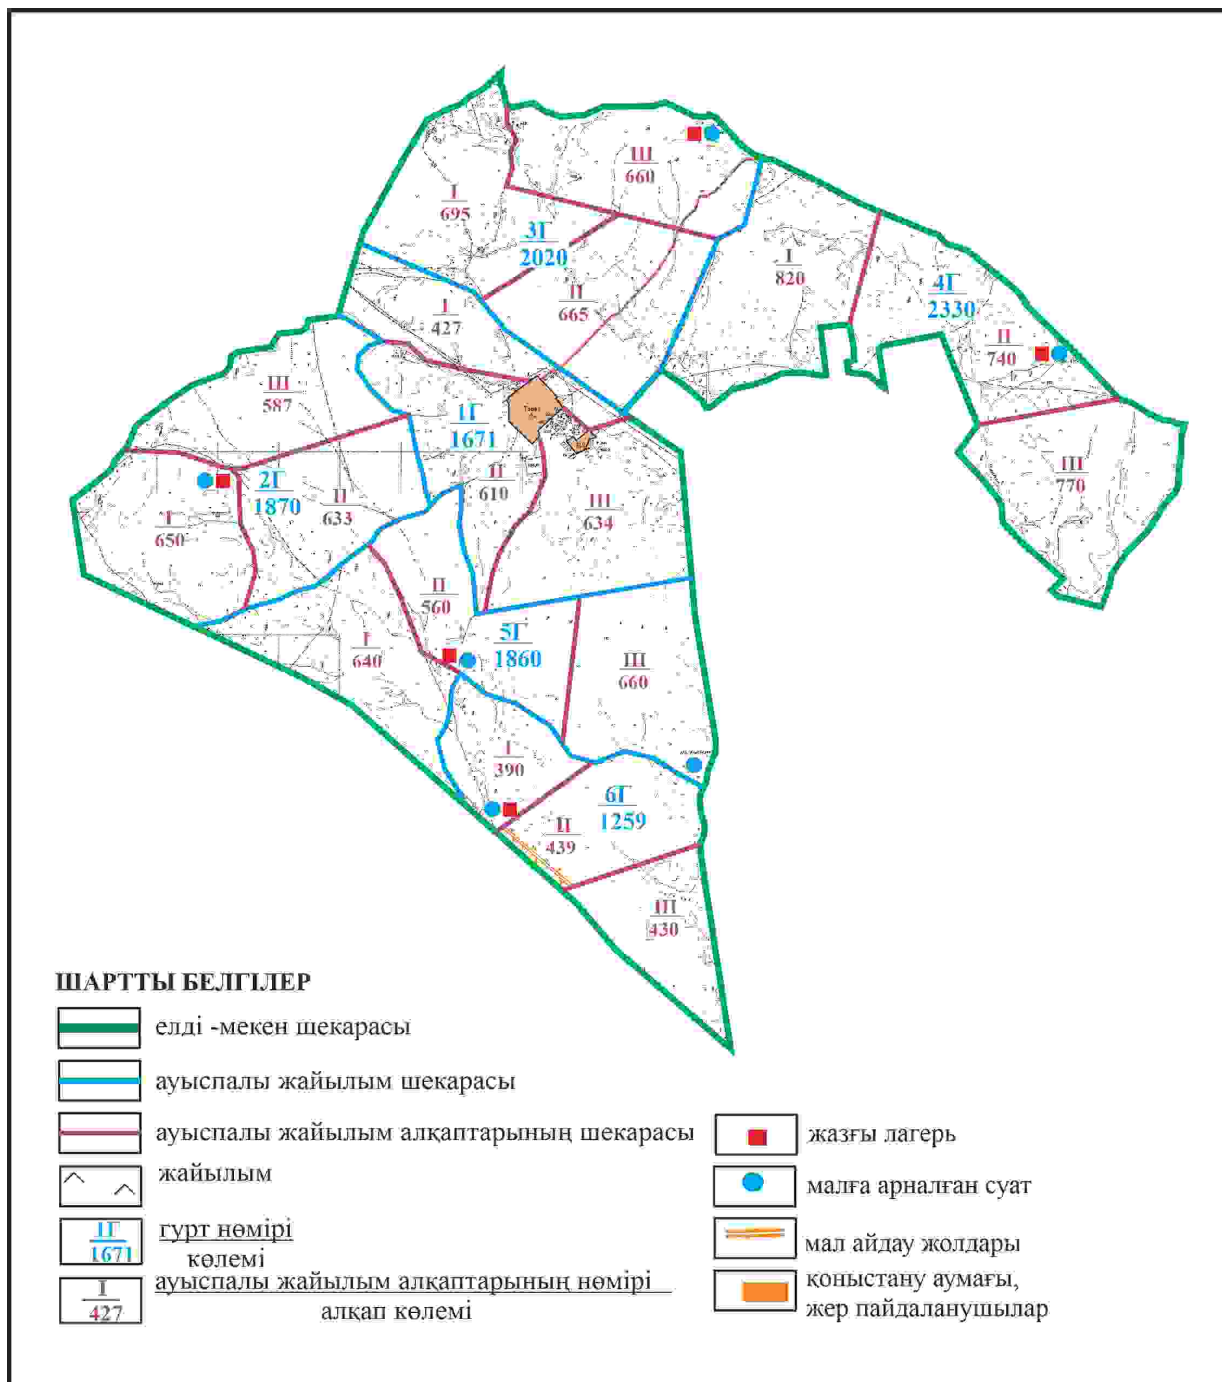 Ш
660
І
695
3Г
2020
І
820
4Г
2330
ІІ
665
І
427
ІІ
740
Ш
587
1Г
1671
Ш
770
2Г
1870
ІІ
633
ІІ
610
Ш
634
І
650
ІІ
560
І
640
5Г
1860
Ш
660
І
390
6Г
1259
ІІ
439
ІІІ
430
ШАРТТЫ БЕЛГІЛЕР
елді -мекен шекарасы
ауыспалы жайылым шекарасы
ауыспалы жайылым алқаптарының шекарасы
жайылым
1Г
1671
гурт нөмірі
көлемі
І
427
ауыспалы жайылым алқаптарының нөмірі
алқап көлемі
жазғы лагерь
малға арналған суат
мал айдау жолдары
қоныстану аумағы,
жер пайдаланушылар